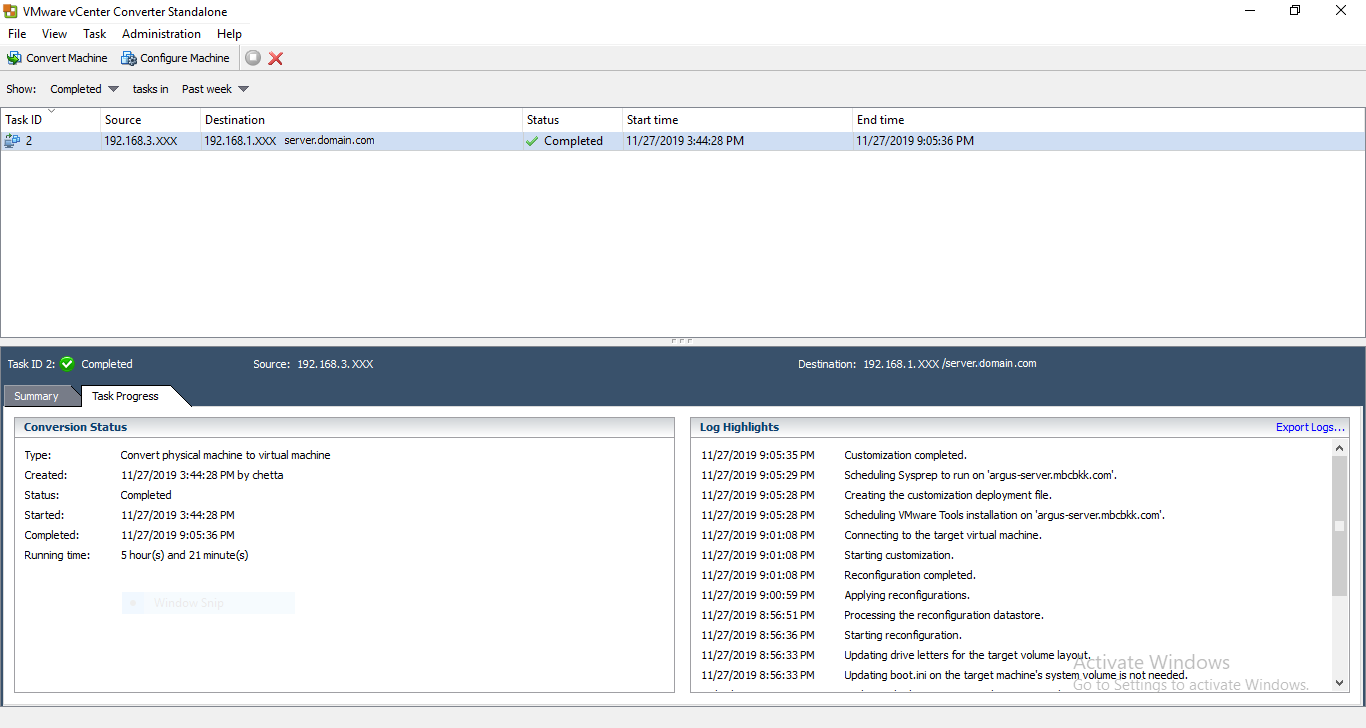 VMware vCenter Converter Standalone
File View Task Administration Help
Convert Machine Configure Machine
Show: Completed tasks in Past week
Task ID Source Destination Status Start time End time
2 192.168.3.XXX 192.168.1.XXX server.domain.com Completed 11/27/2019 3:44:28 PM 11/27/2019 9:05:36 PM
Task ID 2: Completed Source: 192.168.3.XXX Destination: 192.168.1.XXX /server.domain.com
Summary Task Progress
Conversion Status
Type: Convert physical machine to virtual machine
Created: 11/27/2019 3:44:28 PM by chetta
Status: Completed
Started: 11/27/2019 3:44:28 PM
Completed: 11/27/2019 9:05:36 PM
Running time: 5 hour(s) and 21 minute(s)
Window Snip
Log Highlights Export Logs...
11/27/2019 9:05:35 PM Customization completed.
11/27/2019 9:05:29 PM Scheduling Sysprep to run on 'argus-server.mbcbkk.com'.
11/27/2019 9:05:28 PM Creating the customization deployment file.
11/27/2019 9:05:28 PM Scheduling VMware Tools installation on 'argus-server.mbcbkk.com'.
11/27/2019 9:01:08 PM Connecting to the target virtual machine.
11/27/2019 9:01:08 PM Starting customization.
11/27/2019 9:01:08 PM Reconfiguration completed.
11/27/2019 9:00:59 PM Applying reconfigurations.
11/27/2019 8:56:51 PM Processing the reconfiguration datastore.
11/27/2019 8:56:36 PM Starting reconfiguration.
11/27/2019 8:56:33 PM Updating drive letters for the target volume layout.
11/27/2019 8:56:33 PM Updating boot.ini on the target machine's system volume is not needed.
Activate Windows
Go to Settings to activate Windows.